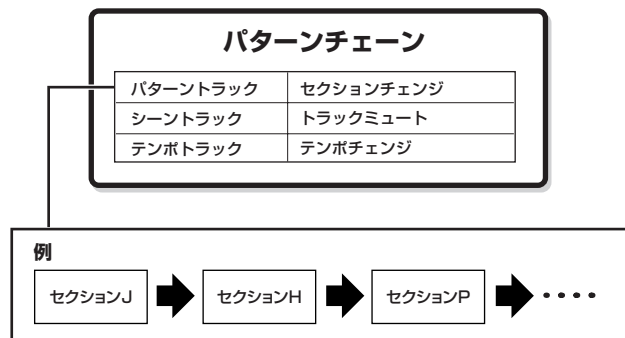 パターンチェーン
パターントラック セクションチェンジ
シーントラック トラックミュート
テンポトラック テンポチェンジ
例
セクションJ セクションH セクションP ････